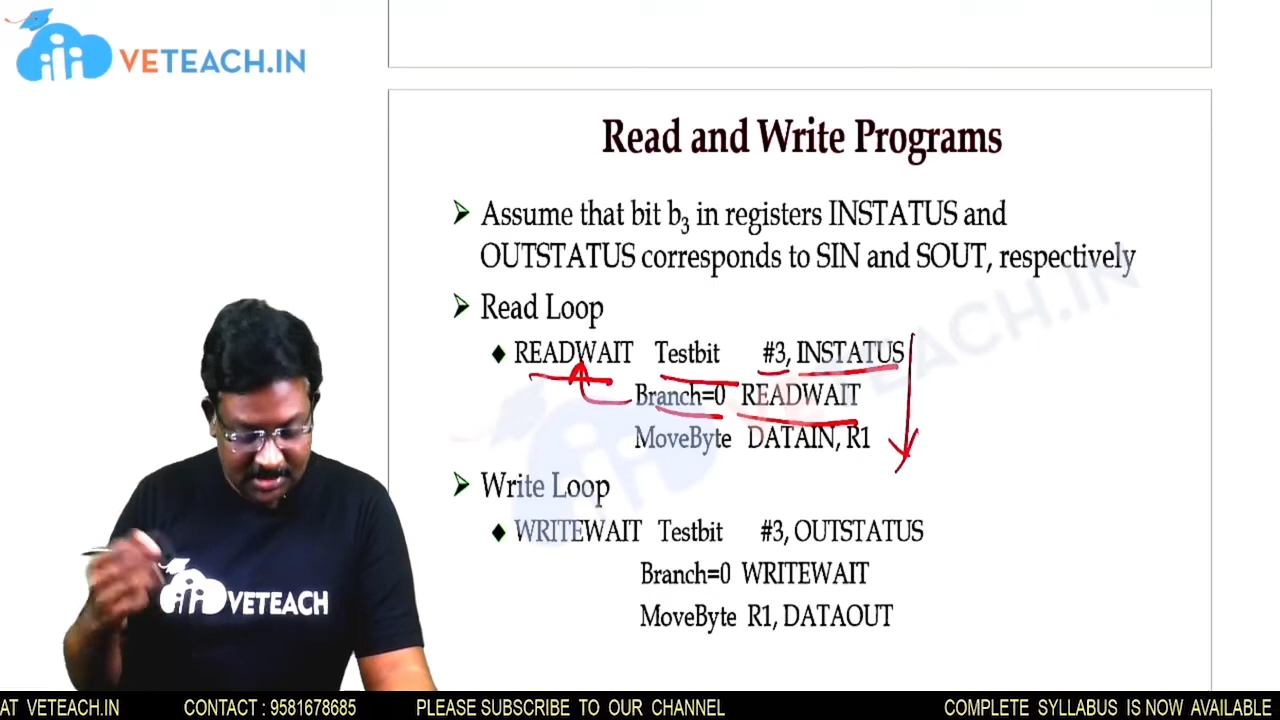 VETEACH.IN
Read and Write Programs
➢ Assume that bit b3 in registers INSTATUS and
OUTSTATUS corresponds to SIN and SOUT, respectively
➢ Read Loop
♦ READWAIT Testbit #3, INSTATUS
Branch=0 READWAIT
MoveByte DATAIN, R1
➢ Write Loop
♦ WRITEWAIT Testbit #3, OUTSTATUS
Branch=0 WRITEWAIT
MoveByte R1, DATAOUT
VETEACH.IN
VETEACH
AT VETEACH.IN CONTACT : 9581678685 PLEASE SUBSCRIBE TO OUR CHANNEL COMPLETE SYLLABUS IS NOW AVAILABLE